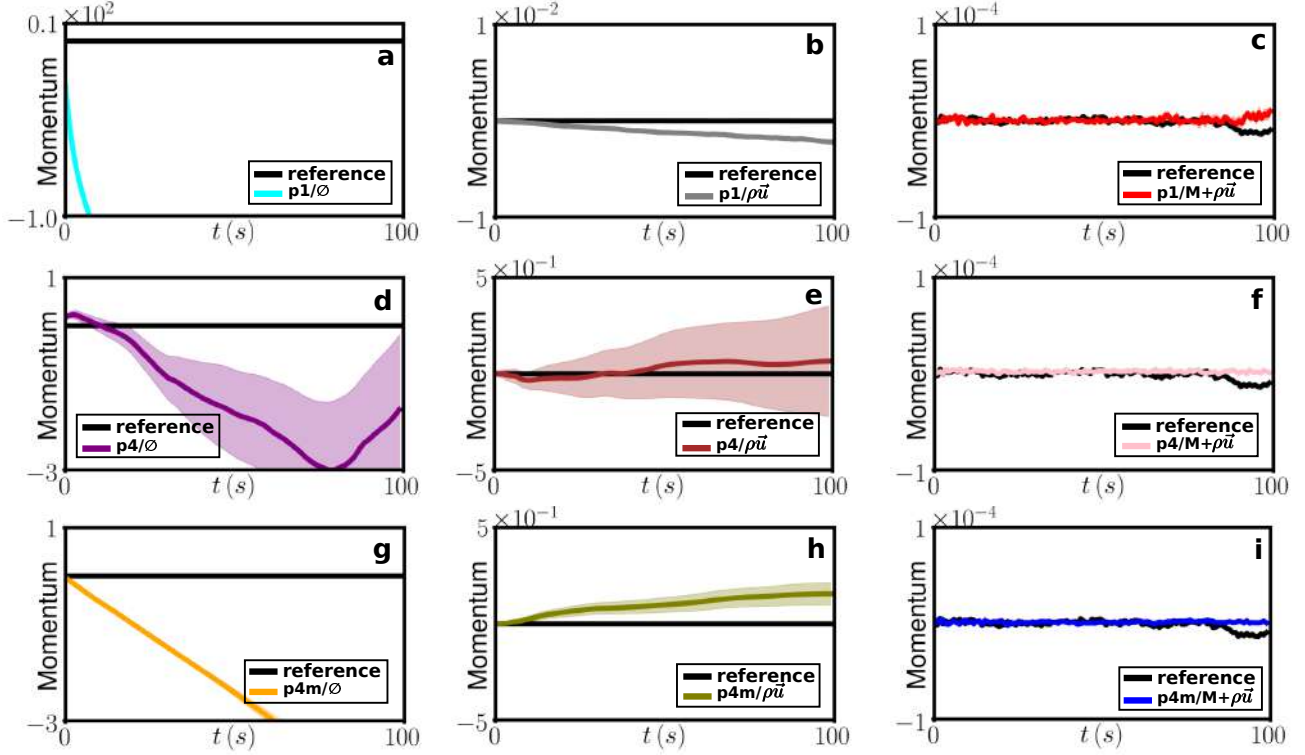 0.1 ×10² a
Momentum
reference
p1/∅
−1.0
0 t (s) 100
1 ×10⁻² b
Momentum
reference
p1/ρu⃗
−1
0 t (s) 100
1 ×10⁻⁴ c
Momentum
reference
p1/M+ρu⃗
−1
0 t (s) 100
1 d
Momentum
reference
p4/∅
−3
0 t (s) 100
5 ×10⁻¹ e
Momentum
reference
p4/ρu⃗
−5
0 t (s) 100
1 ×10⁻⁴ f
Momentum
reference
p4/M+ρu⃗
−1
0 t (s) 100
1 g
Momentum
reference
p4m/∅
−3
0 t (s) 100
5 ×10⁻¹ h
Momentum
reference
p4m/ρu⃗
−5
0 t (s) 100
1 ×10⁻⁴ i
Momentum
reference
p4m/M+ρu⃗
−1
0 t (s) 100